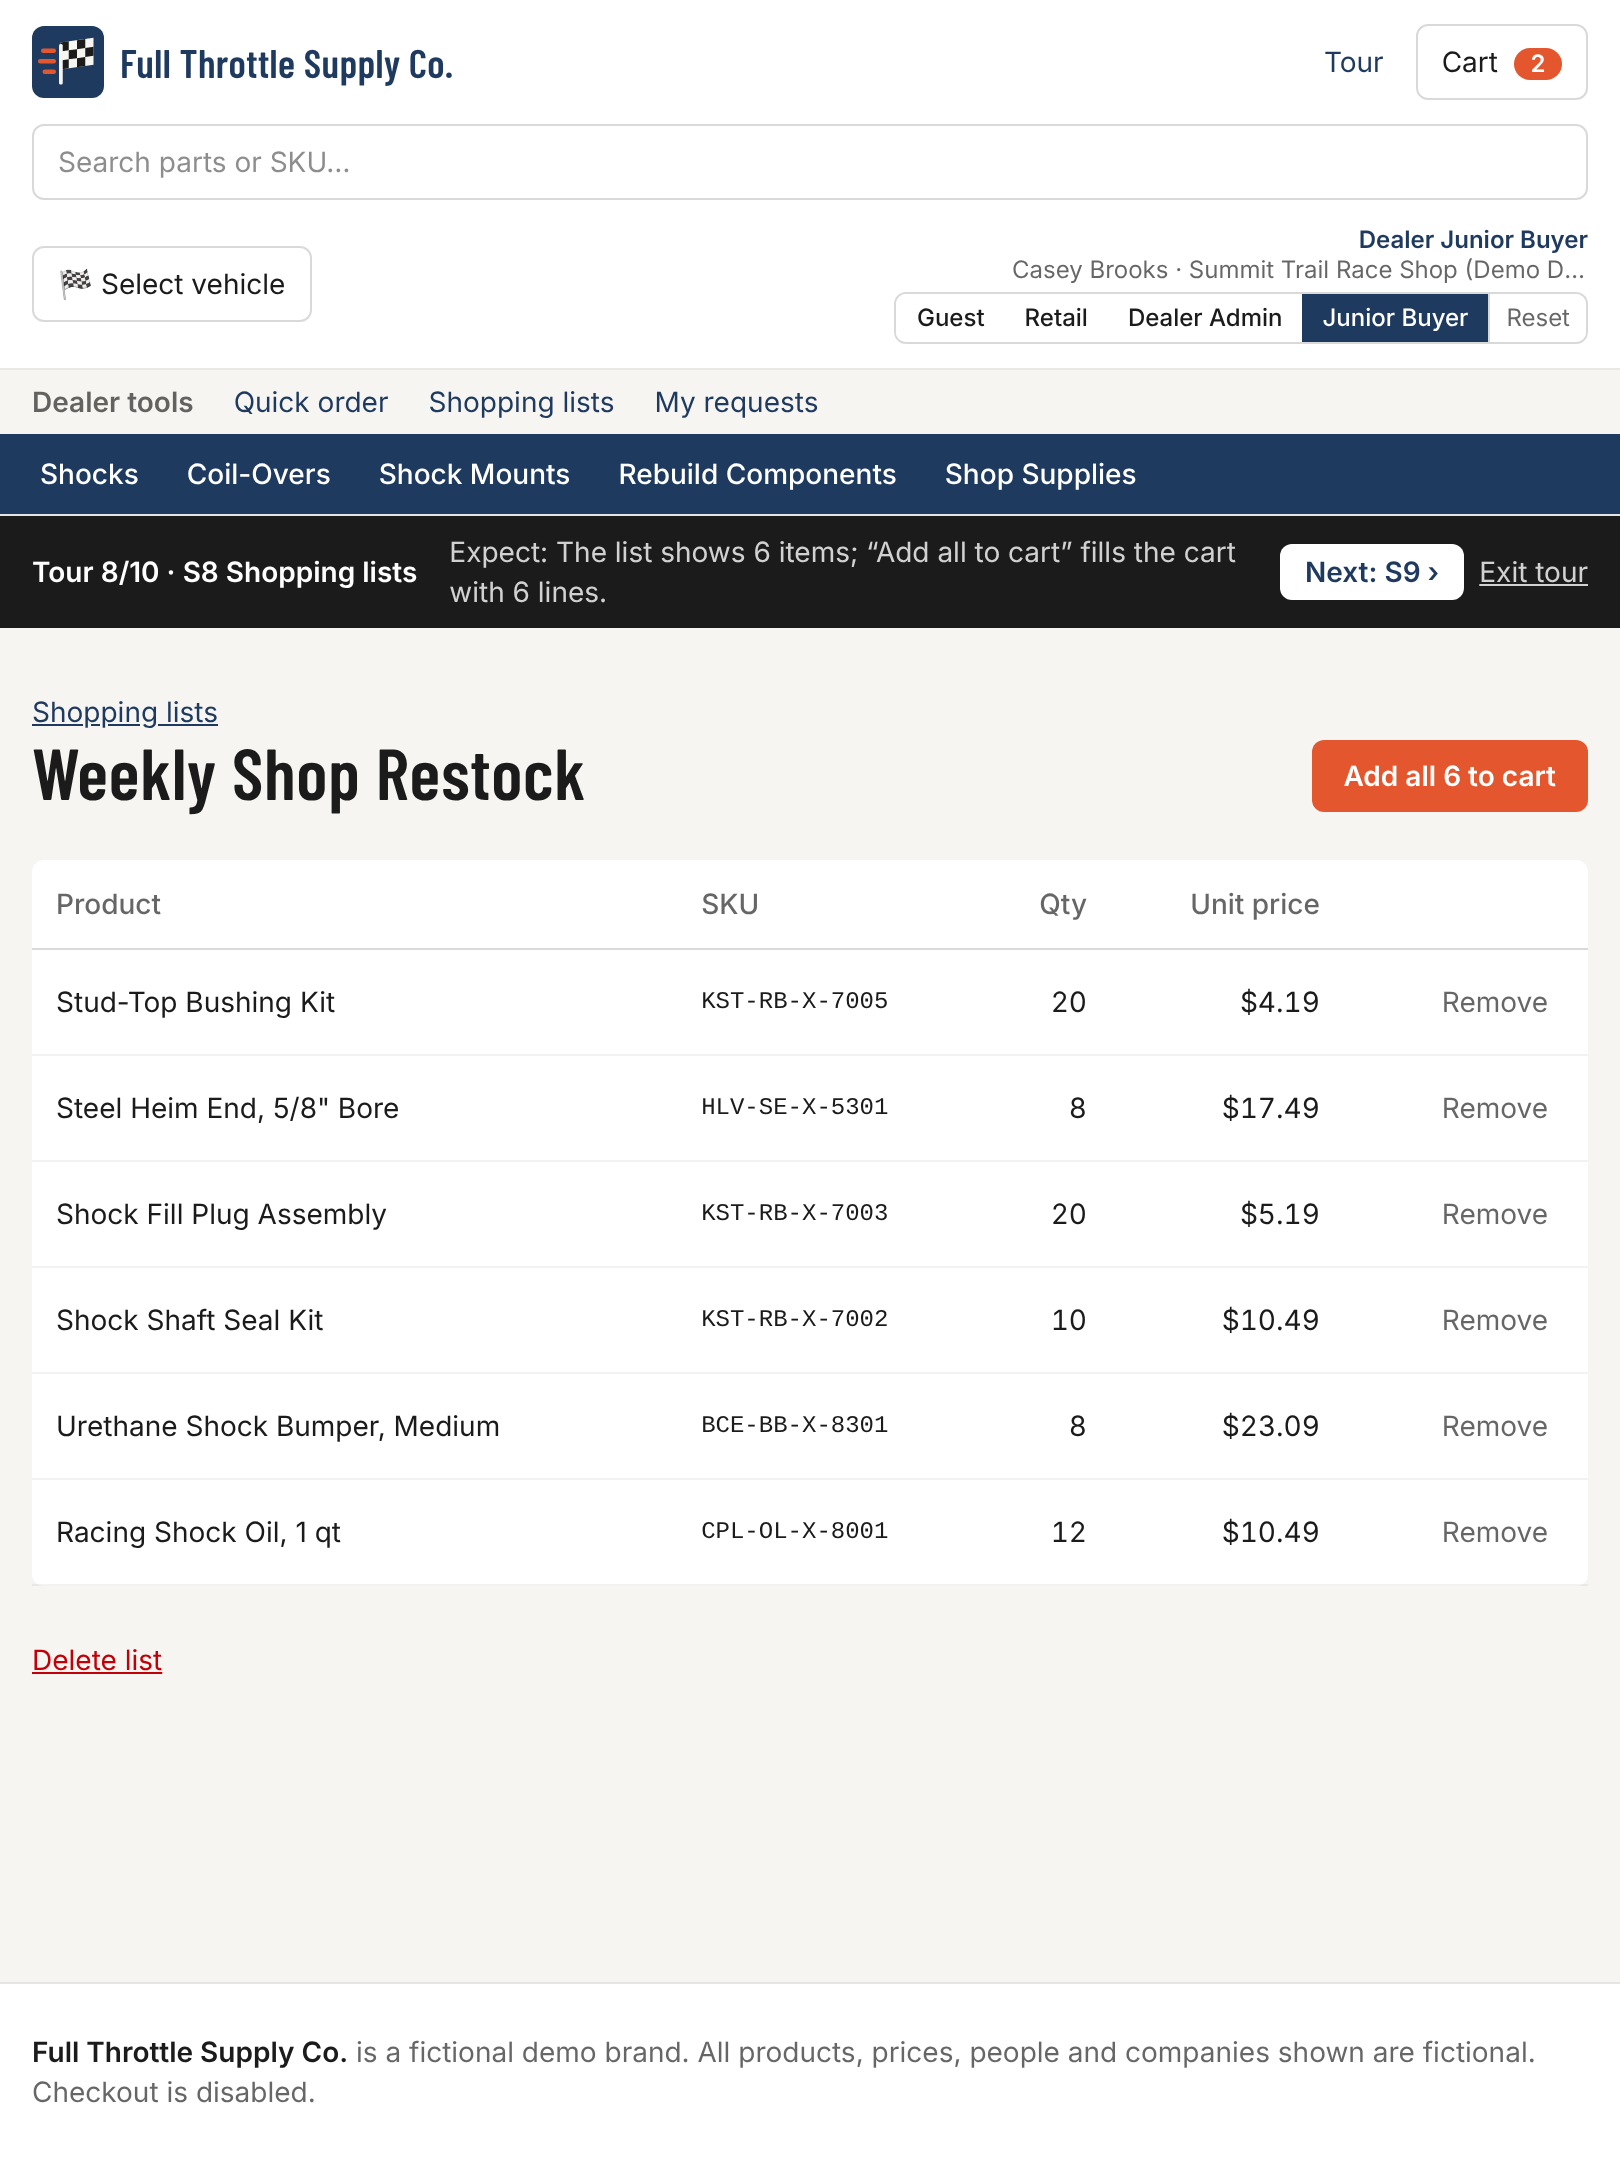 Full Throttle Supply Co.
Tour
Cart 2
Search parts or SKU...
Select vehicle
Dealer Junior Buyer
Casey Brooks · Summit Trail Race Shop (Demo D...
Guest Retail Dealer Admin Junior Buyer Reset
Dealer tools Quick order Shopping lists My requests
Shocks Coil-Overs Shock Mounts Rebuild Components Shop Supplies
Tour 8/10 · S8 Shopping lists
Expect: The list shows 6 items; “Add all to cart” fills the cart
with 6 lines.
Next: S9 ›
Exit tour
Shopping lists
Weekly Shop Restock
Add all 6 to cart
Product SKU Qty Unit price
Stud-Top Bushing Kit KST-RB-X-7005 20 $4.19 Remove
Steel Heim End, 5/8" Bore HLV-SE-X-5301 8 $17.49 Remove
Shock Fill Plug Assembly KST-RB-X-7003 20 $5.19 Remove
Shock Shaft Seal Kit KST-RB-X-7002 10 $10.49 Remove
Urethane Shock Bumper, Medium BCE-BB-X-8301 8 $23.09 Remove
Racing Shock Oil, 1 qt CPL-OL-X-8001 12 $10.49 Remove
Delete list
Full Throttle Supply Co. is a fictional demo brand. All products, prices, people and companies shown are fictional.
Checkout is disabled.